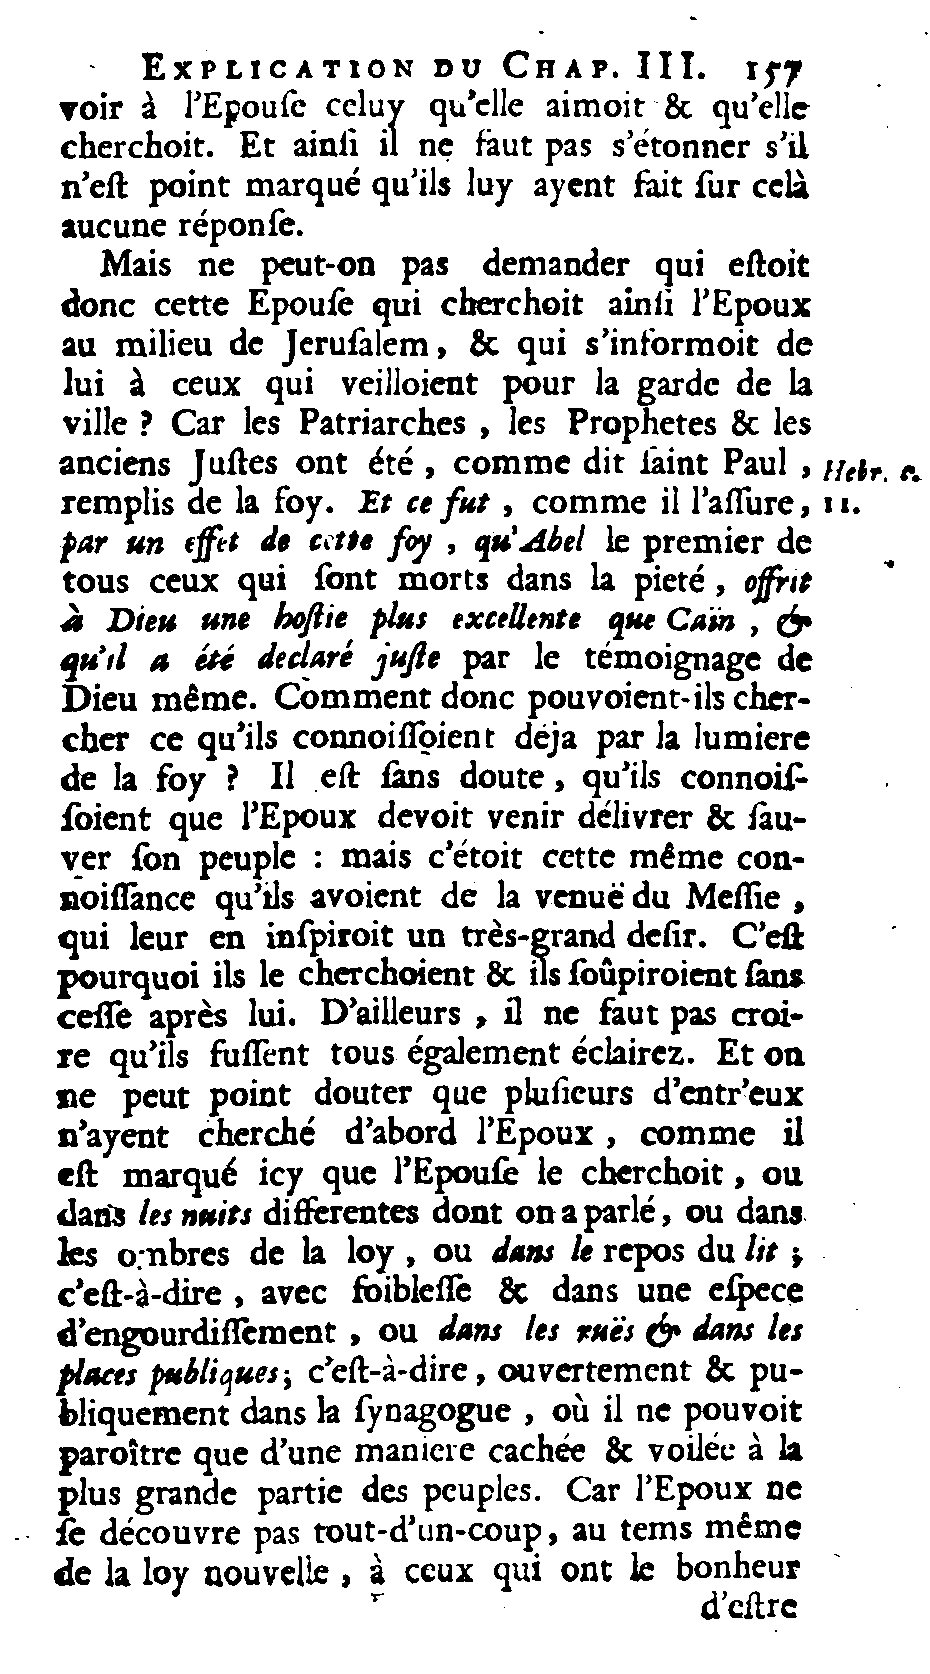 EXPLICATION DU CHAP. III. 157
voir à l'Epouſe celuy qu'elle aimoit & qu'elle
cherchoit. Et ainſi il ne faut pas s'étonner s'il
n'eſt point marqué qu'ils luy ayent fait ſur celà
aucune réponſe.
Mais ne peut-on pas demander qui eſtoit
donc cette Epouſe qui cherchoit ainſi l'Epoux
au milieu de Jeruſalem, & qui s'informoit de
lui à ceux qui veilloient pour la garde de la
ville ? Car les Patriarches, les Prophetes & les
anciens Juſtes ont été, comme dit ſaint Paul, Hebr. c.
remplis de la foy. Et ce fut, comme il l'aſſure, 11.
par un effet de cette foy, qu'Abel le premier de
tous ceux qui ſont morts dans la pieté, offrit
à Dieu une hoſtie plus excellente que Caïn, &
qu'il a été declaré juſte par le témoignage de
Dieu même. Comment donc pouvoient-ils cher-
cher ce qu'ils connoiſſoient déja par la lumiere
de la foy ? Il eſt ſans doute, qu'ils connoiſ-
ſoient que l'Epoux devoit venir délivrer & ſau-
ver ſon peuple : mais c'étoit cette même con-
noiſſance qu'ils avoient de la venuë du Meſſie,
qui leur en inſpiroit un très-grand deſir. C'eſt
pourquoi ils le cherchoient & ils ſoûpiroient ſans
ceſſe après lui. D'ailleurs, il ne faut pas croi-
re qu'ils fuſſent tous également éclairez. Et on
ne peut point douter que pluſieurs d'entr'eux
n'ayent cherché d'abord l'Epoux, comme il
eſt marqué icy que l'Epouſe le cherchoit, ou
dans les nuits differentes dont on a parlé, ou dans
les ombres de la loy, ou dans le repos du lit ;
c'eſt-à-dire, avec foibleſſe & dans une eſpece
d'engourdiſſement, ou dans les ruës & dans les
places publiques; c'eſt-à-dire, ouvertement & pu-
bliquement dans la ſynagogue, où il ne pouvoit
paroître que d'une maniere cachée & voilée à la
plus grande partie des peuples. Car l'Epoux ne
ſe découvre pas tout-d'un-coup, au tems même
de la loy nouvelle, à ceux qui ont le bonheur
d'eſtre